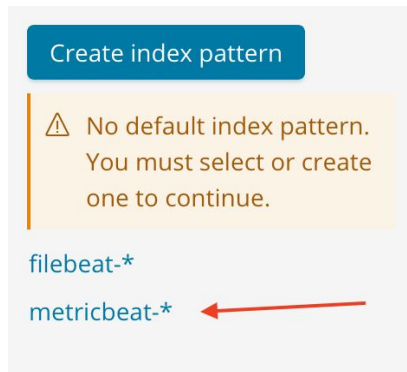 Create index pattern
No default index pattern.
You must select or create
one to continue.
filebeat-*
metricbeat-*